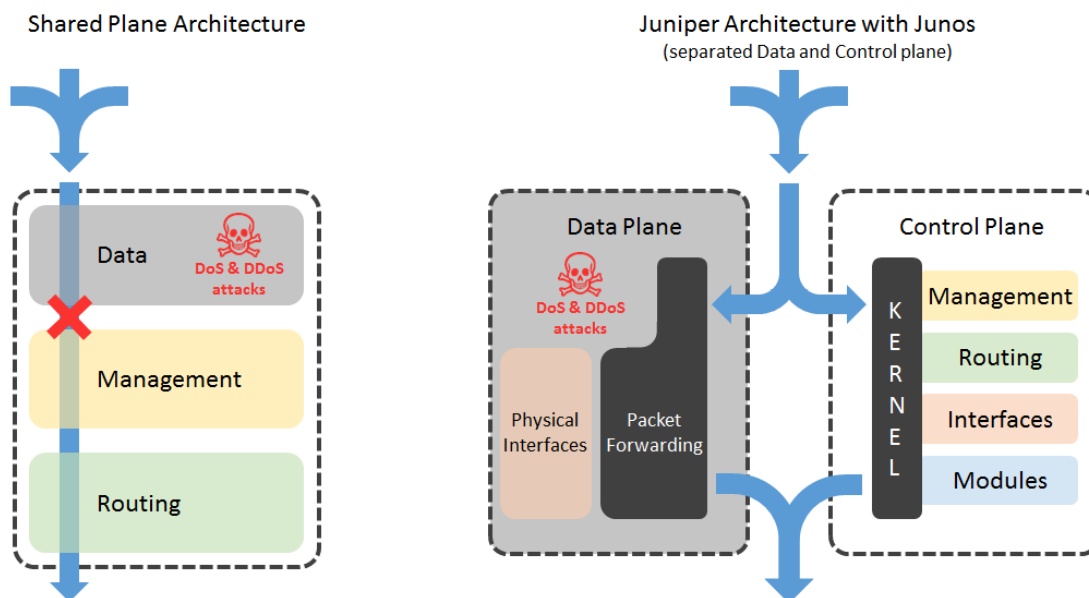 Shared Plane Architecture
Data
DoS & DDoS
attacks
Management
Routing
Juniper Architecture with Junos
(separated Data and Control plane)
Data Plane
DoS & DDoS
attacks
Physical
Interfaces
Packet
Forwarding
Control Plane
KERNEL
Management
Routing
Interfaces
Modules